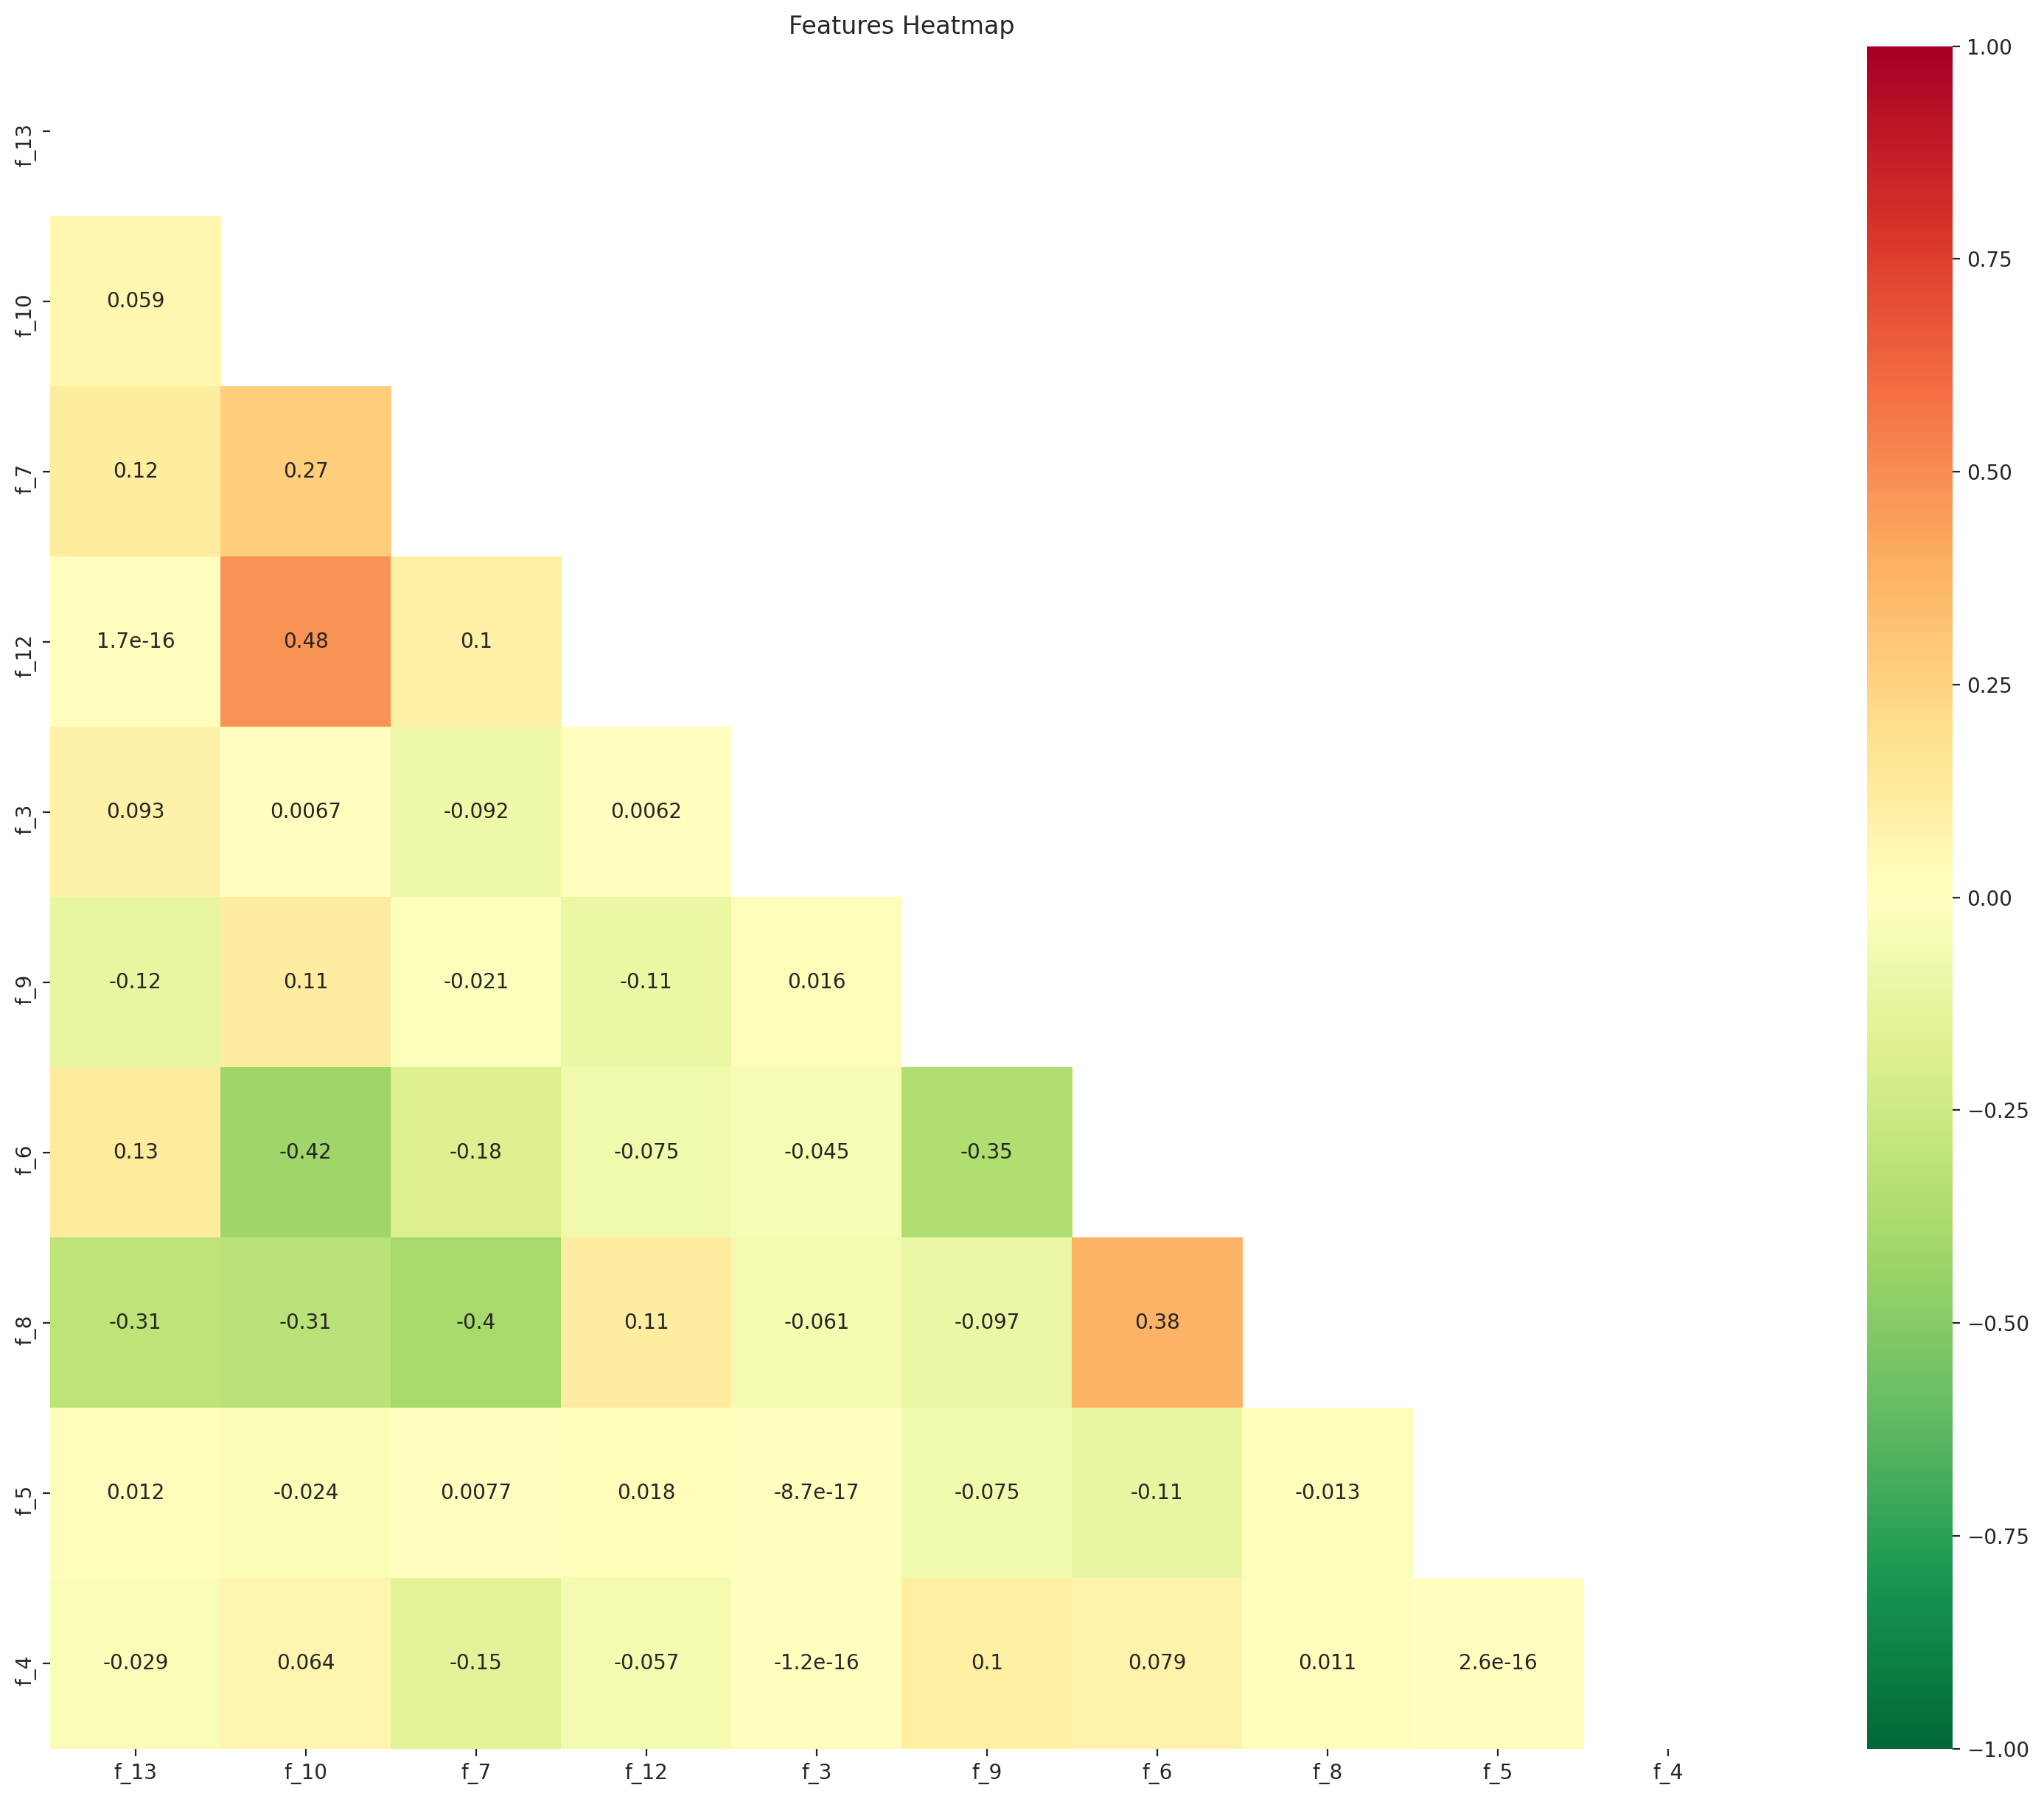 Features Heatmap
1.00
f_13
0.75
f_10 0.059
f_7 0.12 0.27
0.50
f_12 1.7e-16 0.48 0.1
0.25
f_3 0.093 0.0067 -0.092 0.0062
0.00
f_9 -0.12 0.11 -0.021 -0.11 0.016
−0.25
f_6 0.13 -0.42 -0.18 -0.075 -0.045 -0.35
f_8 -0.31 -0.31 -0.4 0.11 -0.061 -0.097 0.38
−0.50
f_5 0.012 -0.024 0.0077 0.018 -8.7e-17 -0.075 -0.11 -0.013
−0.75
f_4 -0.029 0.064 -0.15 -0.057 -1.2e-16 0.1 0.079 0.011 2.6e-16
−1.00
f_13 f_10 f_7 f_12 f_3 f_9 f_6 f_8 f_5 f_4